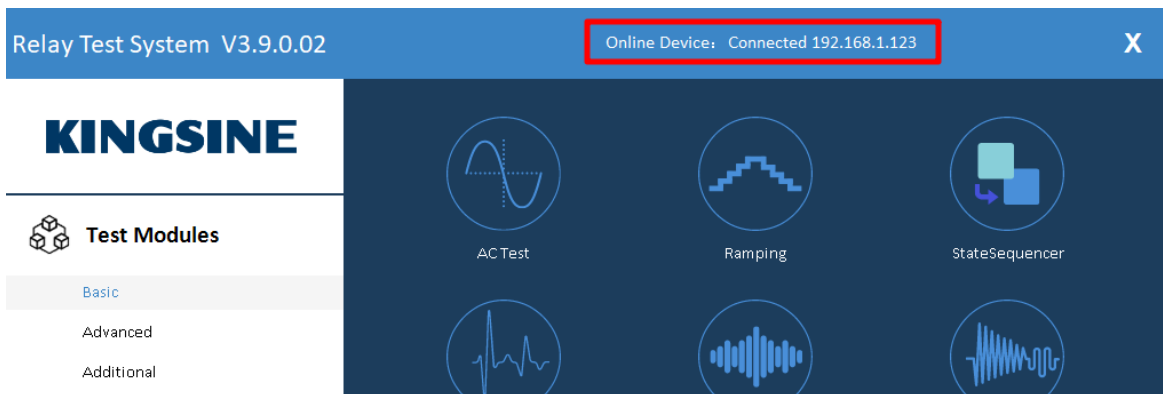 Relay Test System V3.9.0.02
Online Device： Connected 192.168.1.123
X
KINGSINE
Test Modules
Basic
Advanced
Additional
AC Test
Ramping
StateSequencer